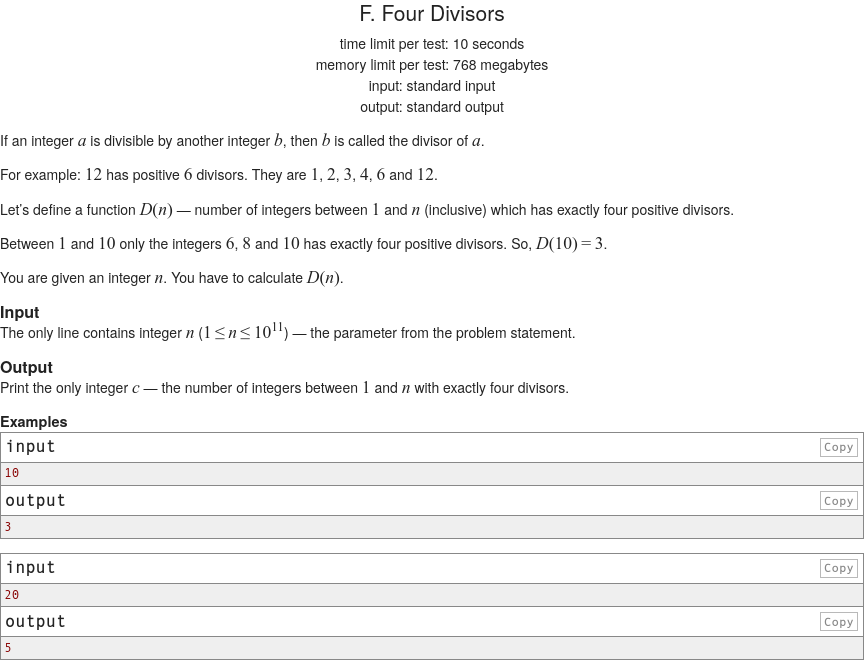 F. Four Divisors
time limit per test: 10 seconds
memory limit per test: 768 megabytes
input: standard input
output: standard output
If an integer a is divisible by another integer b, then b is called the divisor of a.
For example: 12 has positive 6 divisors. They are 1, 2, 3, 4, 6 and 12.
Let's define a function D(n) — number of integers between 1 and n (inclusive) which has exactly four positive divisors.
Between 1 and 10 only the integers 6, 8 and 10 has exactly four positive divisors. So, D(10) = 3.
You are given an integer n. You have to calculate D(n).
Input
The only line contains integer n (1 ≤ n ≤ 10^11) — the parameter from the problem statement.
Output
Print the only integer c — the number of integers between 1 and n with exactly four divisors.
Examples
input Copy
10
output Copy
3
input Copy
20
output Copy
5